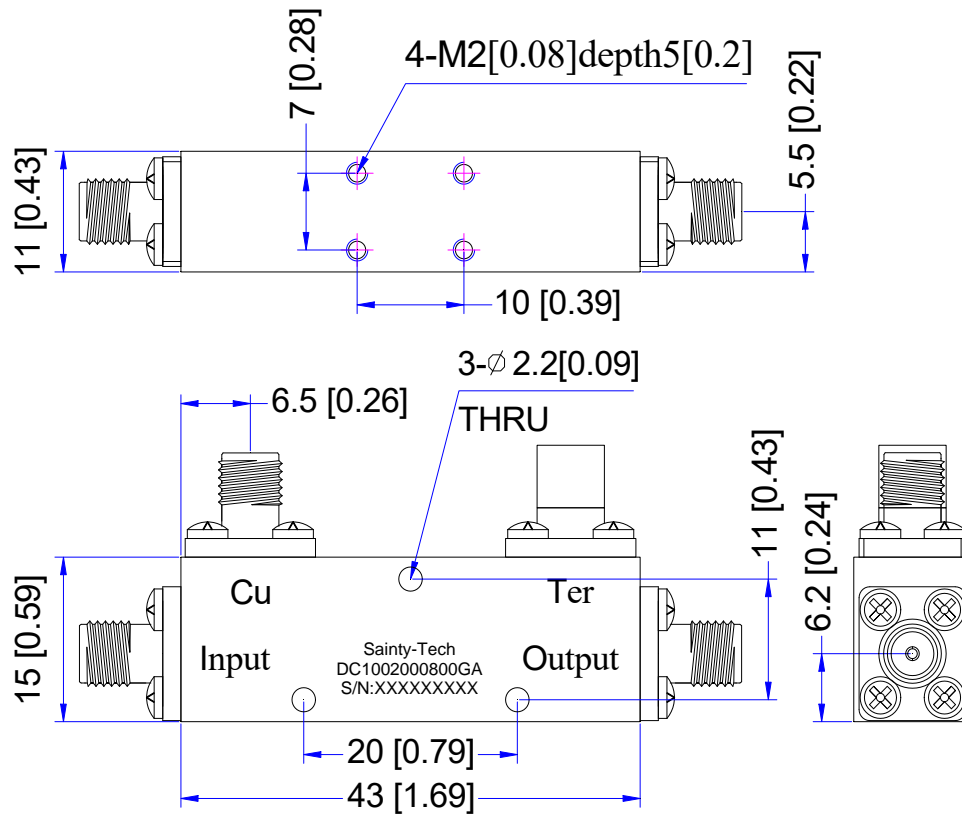 4-M2[0.08]depth5[0.2]
7 [0.28]
5.5 [0.22]
11 [0.43]
10 [0.39]
3-∅ 2.2[0.09]
THRU
6.5 [0.26]
11 [0.43]
6.2 [0.24]
15 [0.59]
Cu
Ter
Input
Output
Sainty-Tech
DC1002000800GA
S/N:XXXXXXXXX
20 [0.79]
43 [1.69]